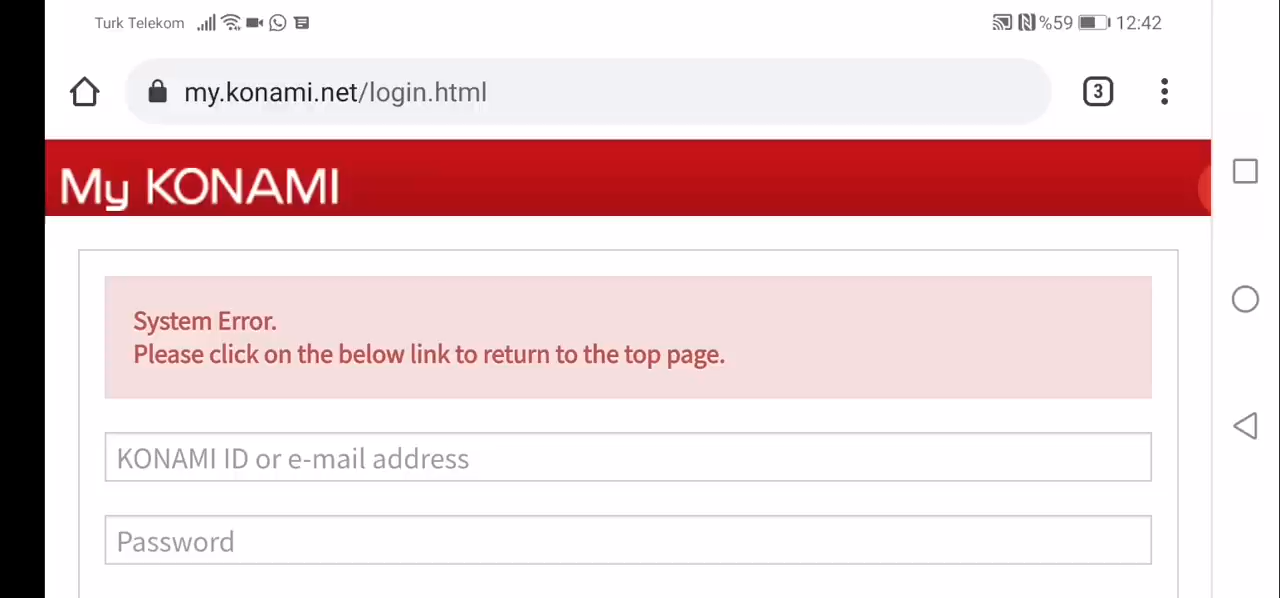 Turk Telekom %59 12:42
my.konami.net/login.html 3
My KONAMI
System Error.
Please click on the below link to return to the top page.
KONAMI ID or e-mail address
Password